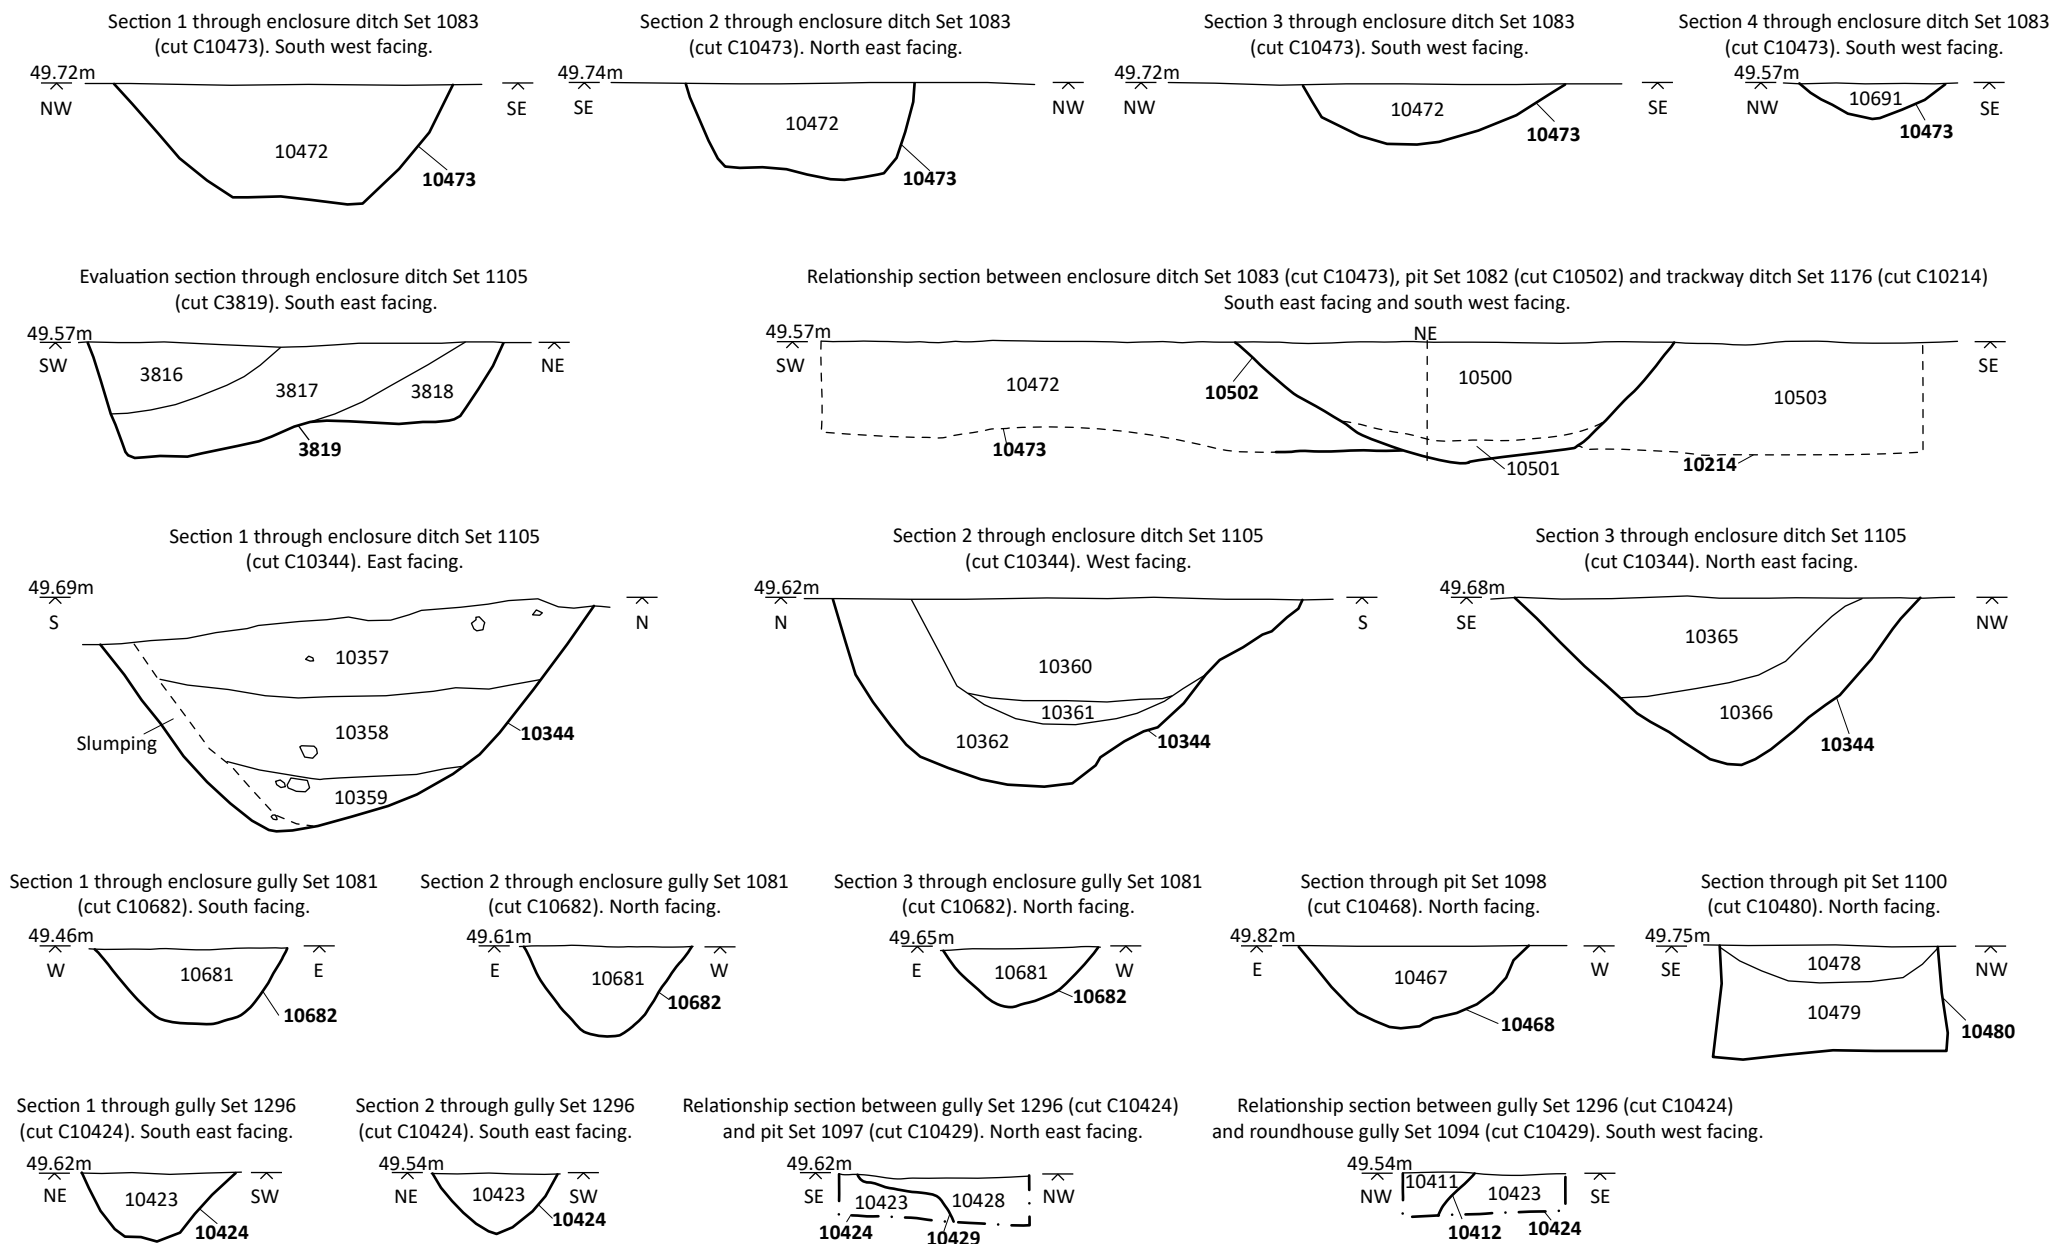 Section 1 through enclosure ditch Set 1083
(cut C10473). South west facing.
49.72m
NW
SE
10472
10473
Section 2 through enclosure ditch Set 1083
(cut C10473). North east facing.
49.74m
SE
NW
10472
10473
Section 3 through enclosure ditch Set 1083
(cut C10473). South west facing.
49.72m
NW
SE
10472
10473
Section 4 through enclosure ditch Set 1083
(cut C10473). South west facing.
49.57m
NW
SE
10691
10473
Evaluation section through enclosure ditch Set 1105
(cut C3819). South east facing.
49.57m
SW
NE
3816
3817
3818
3819
Relationship section between enclosure ditch Set 1083 (cut C10473), pit Set 1082 (cut C10502) and trackway ditch Set 1176 (cut C10214)
South east facing and south west facing.
49.57m
SW
NE
SE
10472
10502
10500
10503
10473
10501
10214
Section 1 through enclosure ditch Set 1105
(cut C10344). East facing.
49.69m
S
N
10357
10358
Slumping
10344
10359
Section 2 through enclosure ditch Set 1105
(cut C10344). West facing.
49.62m
N
S
10360
10361
10362
10344
Section 3 through enclosure ditch Set 1105
(cut C10344). North east facing.
49.68m
SE
NW
10365
10366
10344
Section 1 through enclosure gully Set 1081
(cut C10682). South facing.
49.46m
W
E
10681
10682
Section 2 through enclosure gully Set 1081
(cut C10682). North facing.
49.61m
E
W
10681
10682
Section 3 through enclosure gully Set 1081
(cut C10682). North facing.
49.65m
E
W
10681
10682
Section through pit Set 1098
(cut C10468). North facing.
49.82m
E
W
10467
10468
Section through pit Set 1100
(cut C10480). North facing.
49.75m
SE
NW
10478
10479
10480
Section 1 through gully Set 1296
(cut C10424). South east facing.
49.62m
NE
SW
10423
10424
Section 2 through gully Set 1296
(cut C10424). South east facing.
49.54m
NE
SW
10423
10424
Relationship section between gully Set 1296 (cut C10424)
and pit Set 1097 (cut C10429). North east facing.
49.62m
SE
NW
10423
10428
10424
10429
Relationship section between gully Set 1296 (cut C10424)
and roundhouse gully Set 1094 (cut C10429). South west facing.
49.54m
NW
SE
10411
10423
10412
10424